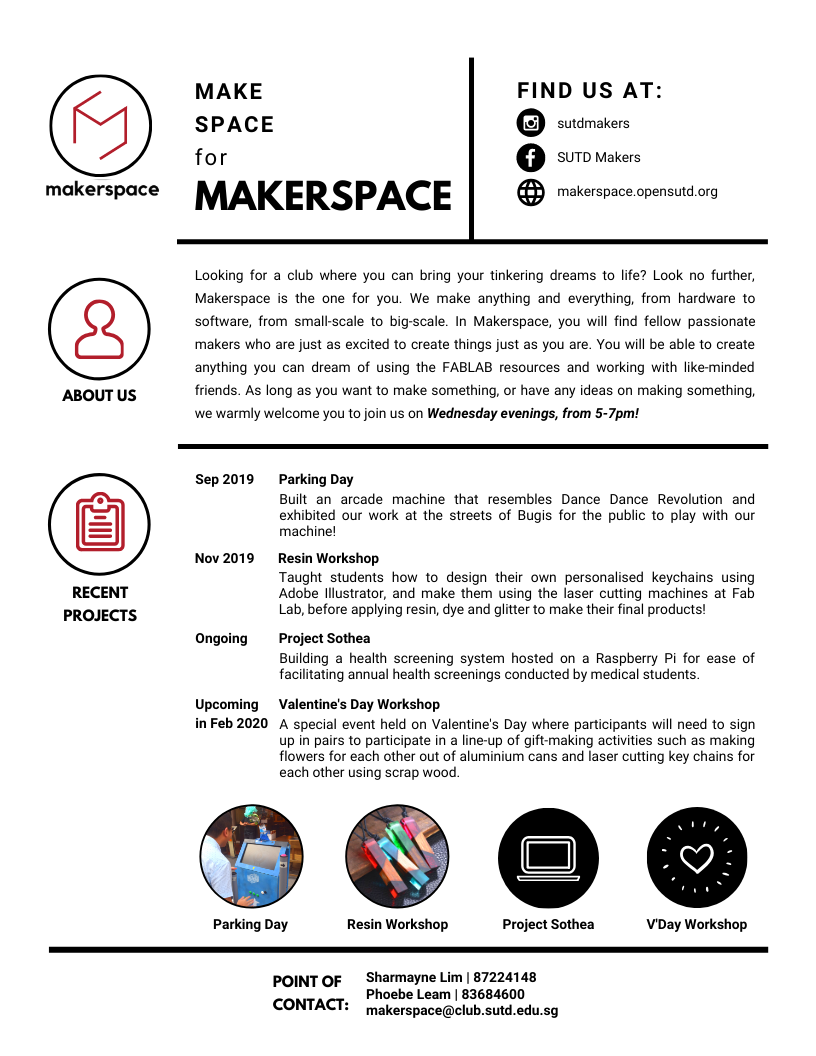 makerspace
MAKE
SPACE
for
MAKERSPACE
FIND US AT:
sutdmakers
SUTD Makers
makerspace.opensutd.org
ABOUT US
Looking for a club where you can bring your tinkering dreams to life? Look no further,
Makerspace is the one for you. We make anything and everything, from hardware to
software, from small-scale to big-scale. In Makerspace, you will find fellow passionate
makers who are just as excited to create things just as you are. You will be able to create
anything you can dream of using the FABLAB resources and working with like-minded
friends. As long as you want to make something, or have any ideas on making something,
we warmly welcome you to join us on Wednesday evenings, from 5-7pm!
RECENT
PROJECTS
Sep 2019 Parking Day
Built an arcade machine that resembles Dance Dance Revolution and
exhibited our work at the streets of Bugis for the public to play with our
machine!
Nov 2019 Resin Workshop
Taught students how to design their own personalised keychains using
Adobe Illustrator, and make them using the laser cutting machines at Fab
Lab, before applying resin, dye and glitter to make their final products!
Ongoing Project Sothea
Building a health screening system hosted on a Raspberry Pi for ease of
facilitating annual health screenings conducted by medical students.
Upcoming Valentine's Day Workshop
in Feb 2020 A special event held on Valentine's Day where participants will need to sign
up in pairs to participate in a line-up of gift-making activities such as making
flowers for each other out of aluminium cans and laser cutting key chains for
each other using scrap wood.
Parking Day Resin Workshop Project Sothea V'Day Workshop
POINT OF
CONTACT:
Sharmayne Lim | 87224148
Phoebe Leam | 83684600
makerspace@club.sutd.edu.sg